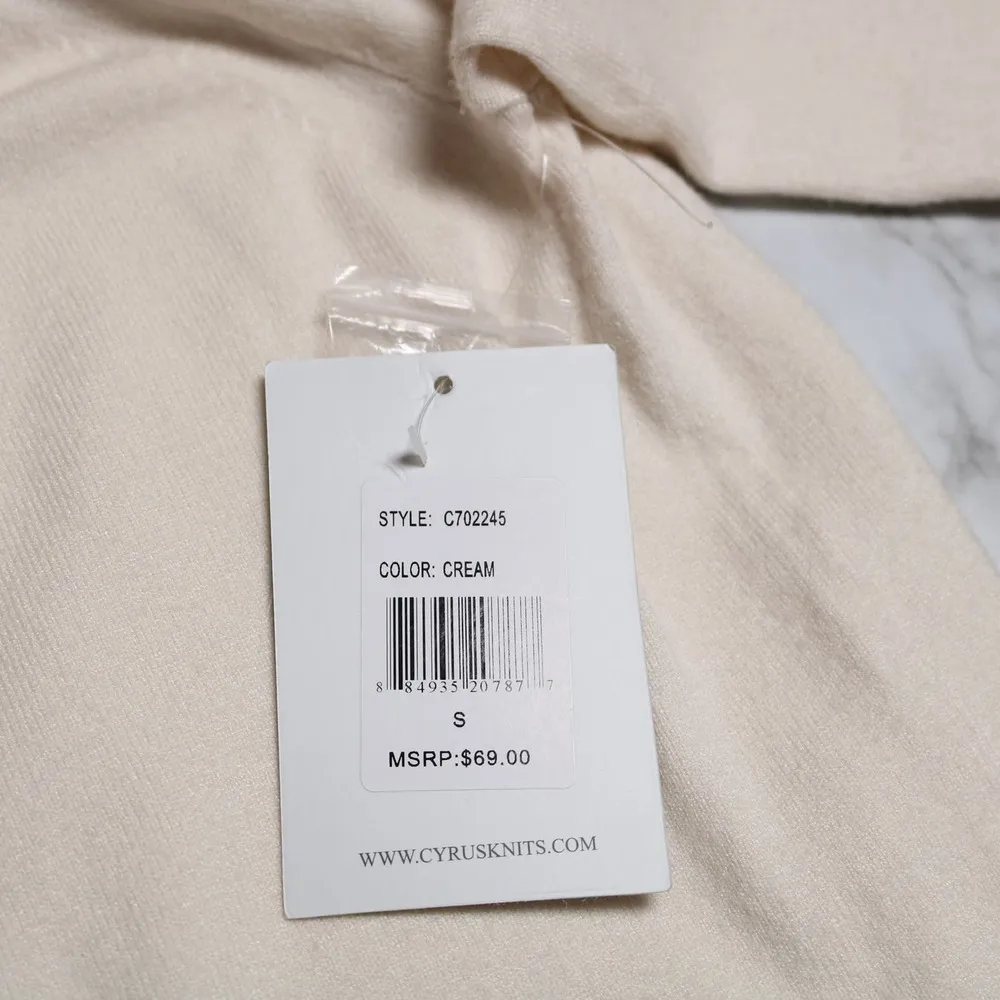 STYLE: C702245
COLOR: CREAM
8 84935 20787 7
S
MSRP:$69.00
WWW.CYRUSKNITS.COM